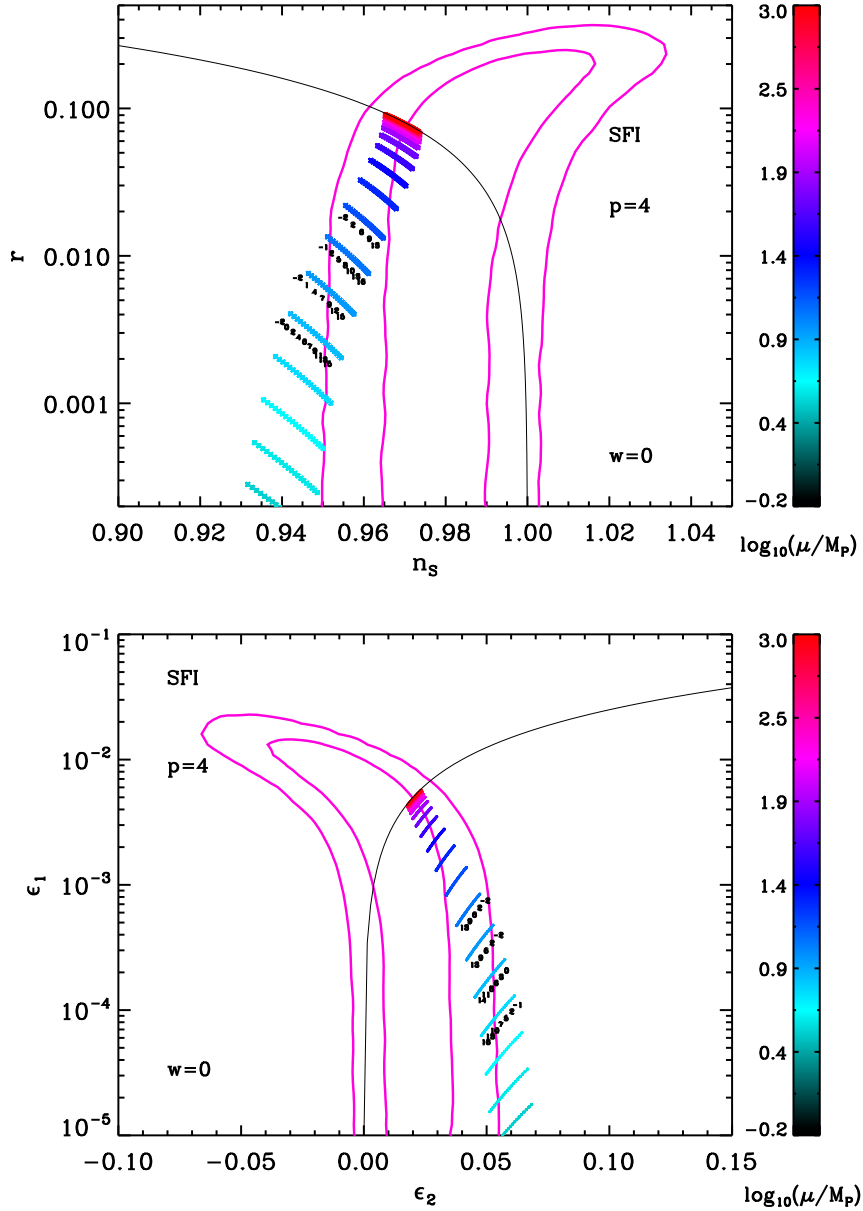 3.0
2.5
1.9
1.4
0.9
0.4
-0.2
log₁₀(μ/M_P)
0.100
0.010
0.001
r
SFI
p=4
w=0
0.90 0.92 0.94 0.96 0.98 1.00 1.02 1.04
n_S
3.0
2.5
1.9
1.4
0.9
0.4
-0.2
log₁₀(μ/M_P)
10⁻¹
10⁻²
10⁻³
10⁻⁴
10⁻⁵
ϵ₁
SFI
p=4
w=0
-0.10 -0.05 0.00 0.05 0.10 0.15
ϵ₂